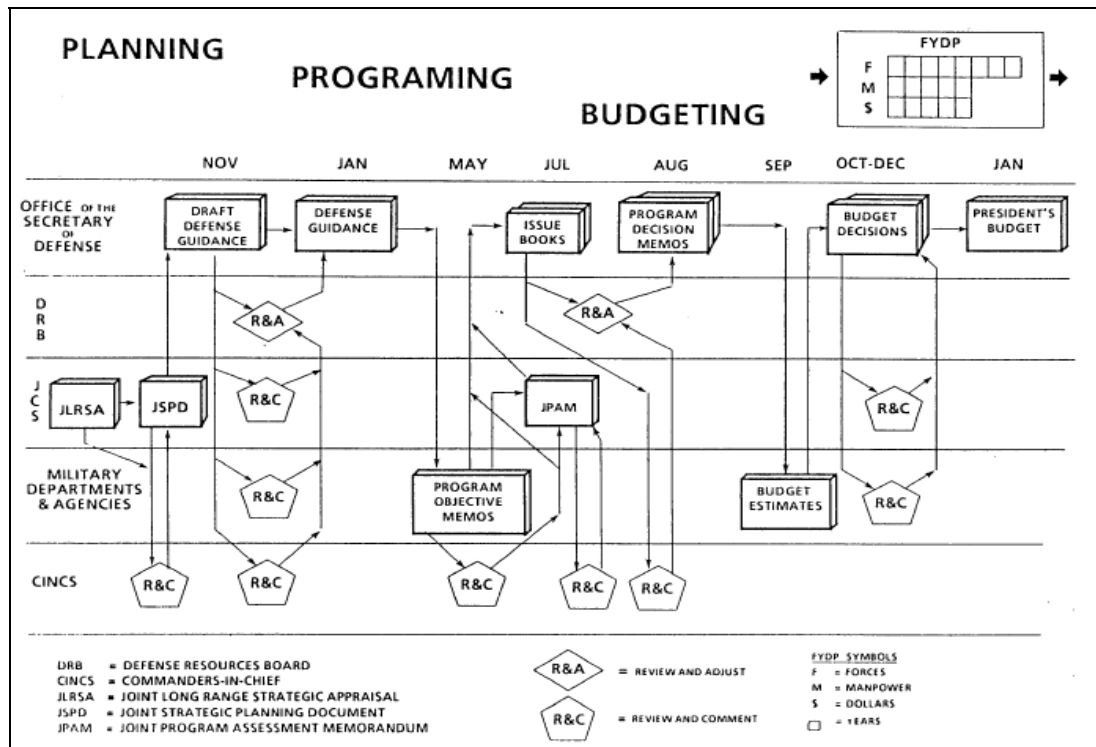 PLANNING
PROGRAMING
BUDGETING
FYDP
F
M
$
NOV
JAN
MAY
JUL
AUG
SEP
OCT-DEC
JAN
OFFICE OF THE
SECRETARY
OF
DEFENSE
DRAFT
DEFENSE
GUIDANCE
DEFENSE
GUIDANCE
ISSUE
BOOKS
PROGRAM
DECISION
MEMOS
BUDGET
DECISIONS
PRESIDENT'S
BUDGET
D
R
B
R&A
R&A
J
C
S
JLRSA
JSPD
R&C
JPAM
R&C
MILITARY
DEPARTMENTS
& AGENCIES
R&C
PROGRAM
OBJECTIVE
MEMOS
BUDGET
ESTIMATES
R&C
CINCS
R&C
R&C
R&C
R&C
R&C
DRB = DEFENSE RESOURCES BOARD
CINCS = COMMANDERS-IN-CHIEF
JLRSA = JOINT LONG RANGE STRATEGIC APPRAISAL
JSPD = JOINT STRATEGIC PLANNING DOCUMENT
JPAM = JOINT PROGRAM ASSESSMENT MEMORANDUM
R&A = REVIEW AND ADJUST
R&C = REVIEW AND COMMENT
FYDP SYMBOLS
F = FORCES
M = MANPOWER
$ = DOLLARS
= YEARS